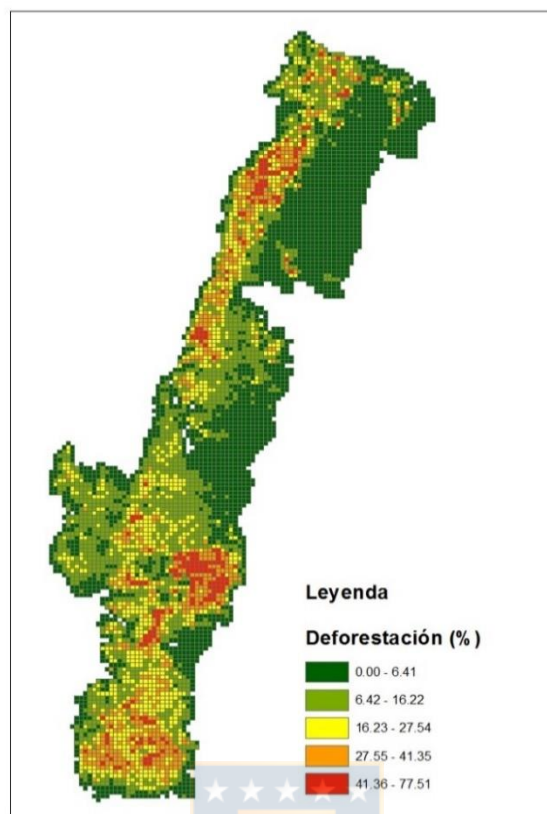 Leyenda
Deforestación (%)
0.00 - 6.41
6.42 - 16.22
16.23 - 27.54
27.55 - 41.35
41.36 - 77.51